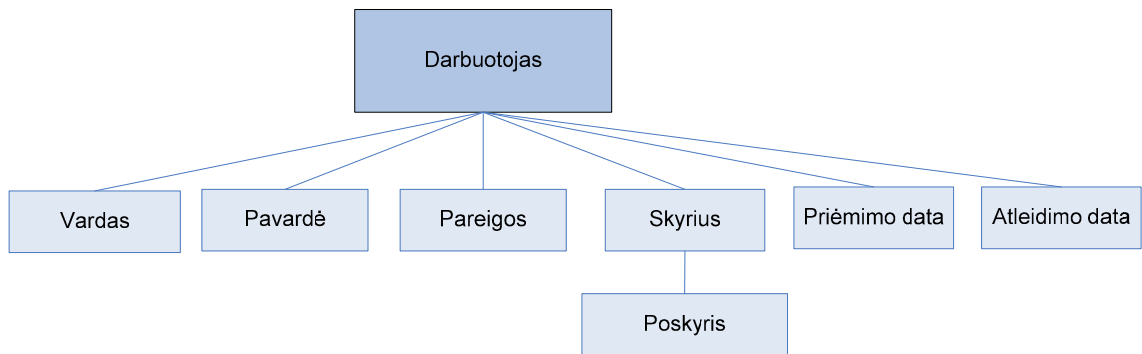 Darbuotojas
Vardas
Pavardė
Pareigos
Skyrius
Priėmimo data
Atleidimo data
Poskyris